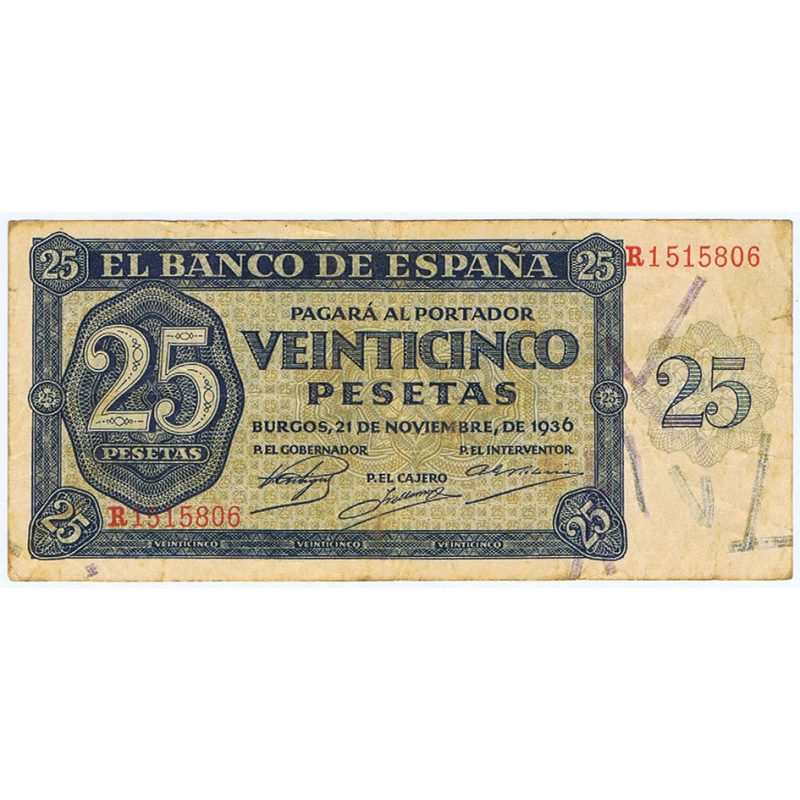 25 EL BANCO DE ESPAÑA 25 R1515806
PAGARÁ AL PORTADOR
VEINTICINCO
PESETAS
25
PESETAS
25
BURGOS, 21 DE NOVIEMBRE, DE 1936
P. EL GOBERNADOR P. EL INTERVENTOR
P. EL CAJERO
R1515806
25 25
VEINTICINCO VEINTICINCO VEINTICINCO